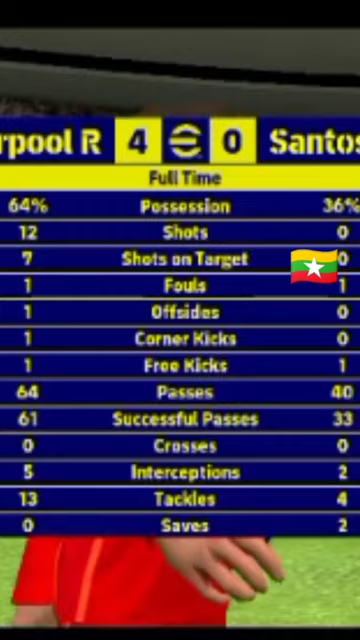 rpool R 4 0 Santos
Full Time
64% Possession 36%
12 Shots 0
7 Shots on Target 0
1 Fouls 1
1 Offsides 0
1 Corner Kicks 0
1 Free Kicks 1
64 Passes 40
61 Successful Passes 33
0 Crosses 0
5 Interceptions 2
13 Tackles 4
0 Saves 2